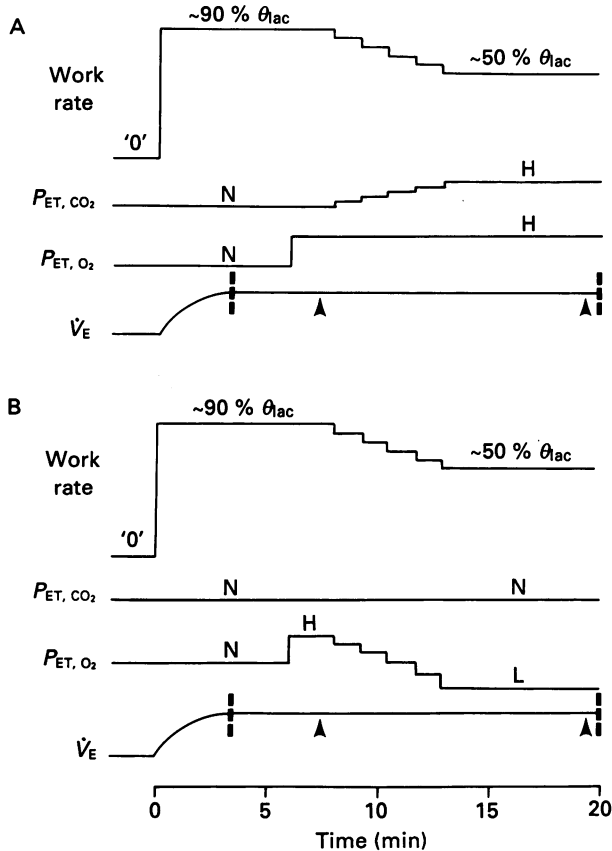 A
~90 % θlac
~50 % θlac
Work
rate
'0'
PET, CO₂
N
H
PET, O₂
N
H
V̇E
B
~90 % θlac
~50 % θlac
Work
rate
'0'
PET, CO₂
N
N
PET, O₂
N
H
L
V̇E
0
5
10
15
20
Time (min)